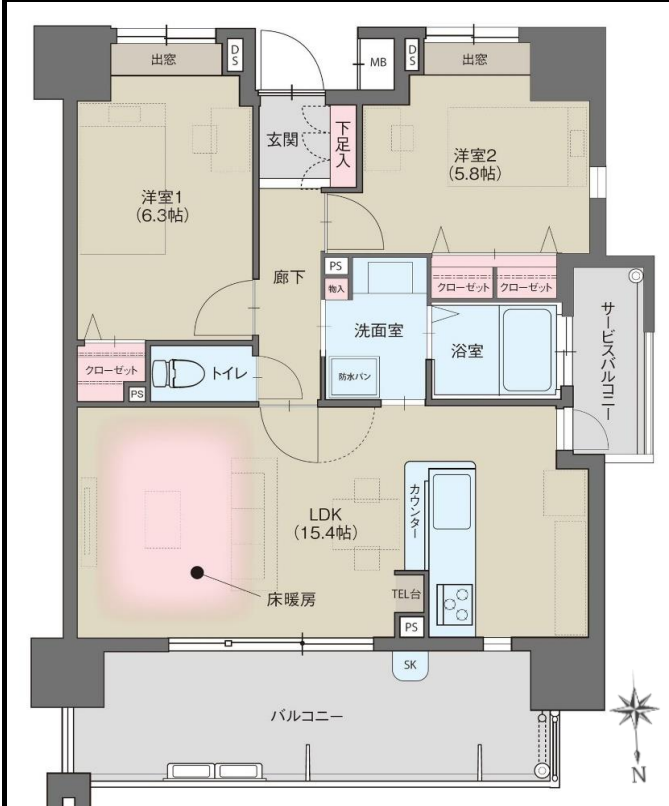 出窓
DS
MB
DS
出窓
玄関
下足入
洋室1
(6.3帖)
洋室2
(5.8帖)
廊下
PS
物入
クローゼット
クローゼット
サービスバルコニー
洗面室
浴室
クローゼット
PS
トイレ
防水パン
LDK
(15.4帖)
カウンター
床暖房
TEL台
PS
SK
バルコニー
N